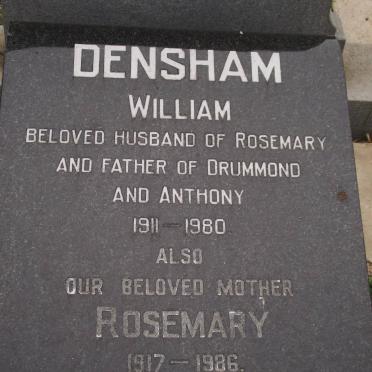 DENSHAM
WILLIAM
BELOVED HUSBAND OF ROSEMARY
AND FATHER OF DRUMMOND
AND ANTHONY
1911 — 1980
ALSO
OUR BELOVED MOTHER
ROSEMARY
1917 — 1986.